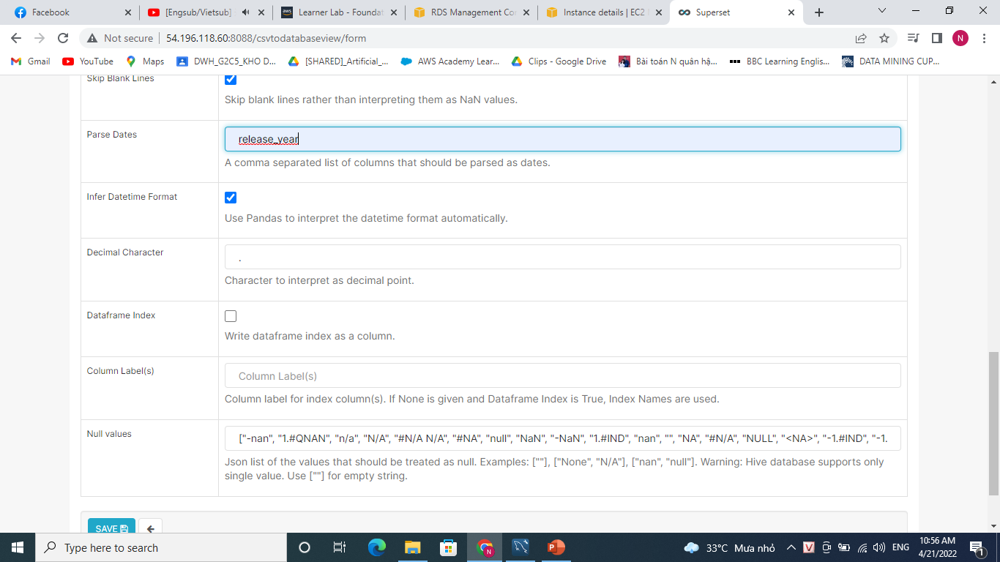 Facebook
[Engsub/Vietsub]
Learner Lab - Foundat
RDS Management Con
Instance details | EC2
Superset
Not secure
54.196.118.60:8088/csvtodatabaseview/form
N
Gmail
YouTube
Maps
DWH_G2C5_KHO D...
[SHARED]_Artificial_...
AWS Academy Lear...
Clips - Google Drive
Bài toán N quân hậ...
BBC Learning Englis...
DATA MINING CUP...
Skip Blank Lines
Skip blank lines rather than interpreting them as NaN values.
Parse Dates
release_year
A comma separated list of columns that should be parsed as dates.
Infer Datetime Format
Use Pandas to interpret the datetime format automatically.
Decimal Character
.
Character to interpret as decimal point.
Dataframe Index
Write dataframe index as a column.
Column Label(s)
Column Label(s)
Column label for index column(s). If None is given and Dataframe Index is True, Index Names are used.
Null values
["-nan", "1.#QNAN", "n/a", "N/A", "#N/A N/A", "#NA", "null", "NaN", "-NaN", "1.#IND", "nan", "", "NA", "#N/A", "NULL", "<NA>", "-1.#IND", "-1.
Json list of the values that should be treated as null. Examples: [""], ["None", "N/A"], ["nan", "null"]. Warning: Hive database supports only
single value. Use [""] for empty string.
SAVE
Type here to search
33°C Mưa nhỏ
V
ENG
10:56 AM
4/21/2022
1